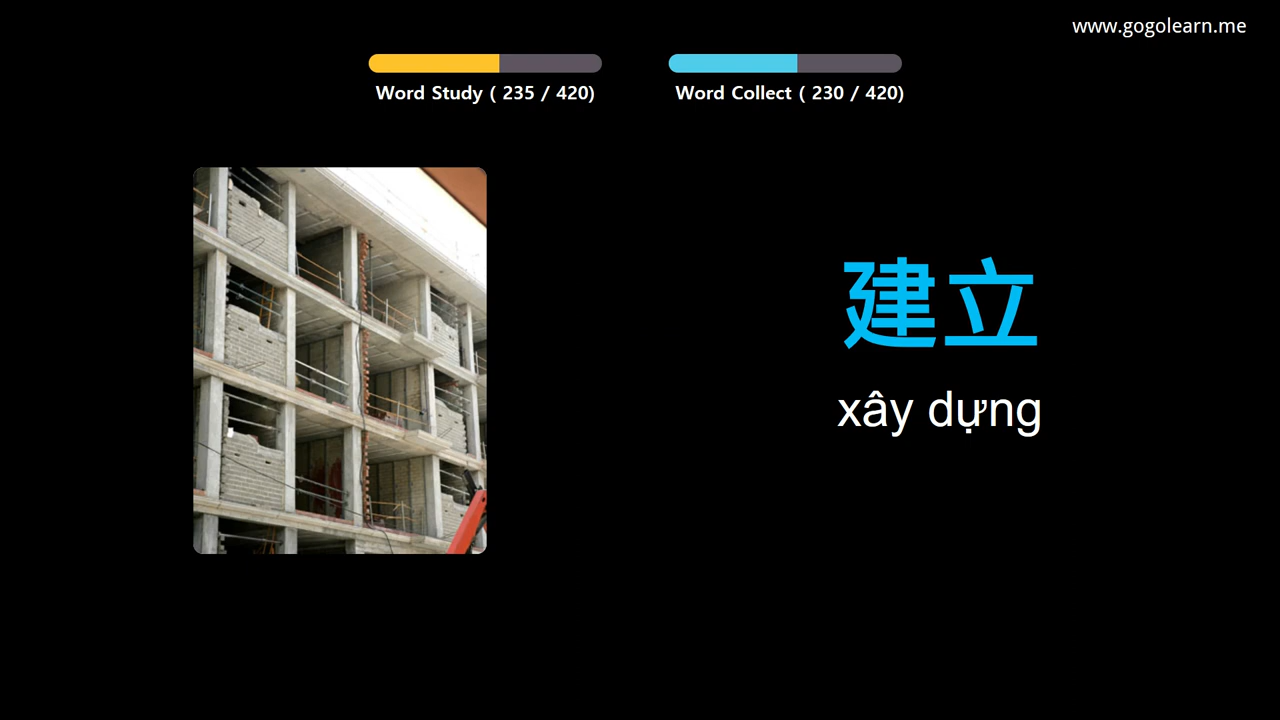 www.gogolearn.me
Word Study ( 235 / 420)
Word Collect ( 230 / 420)
建立
xây dựng